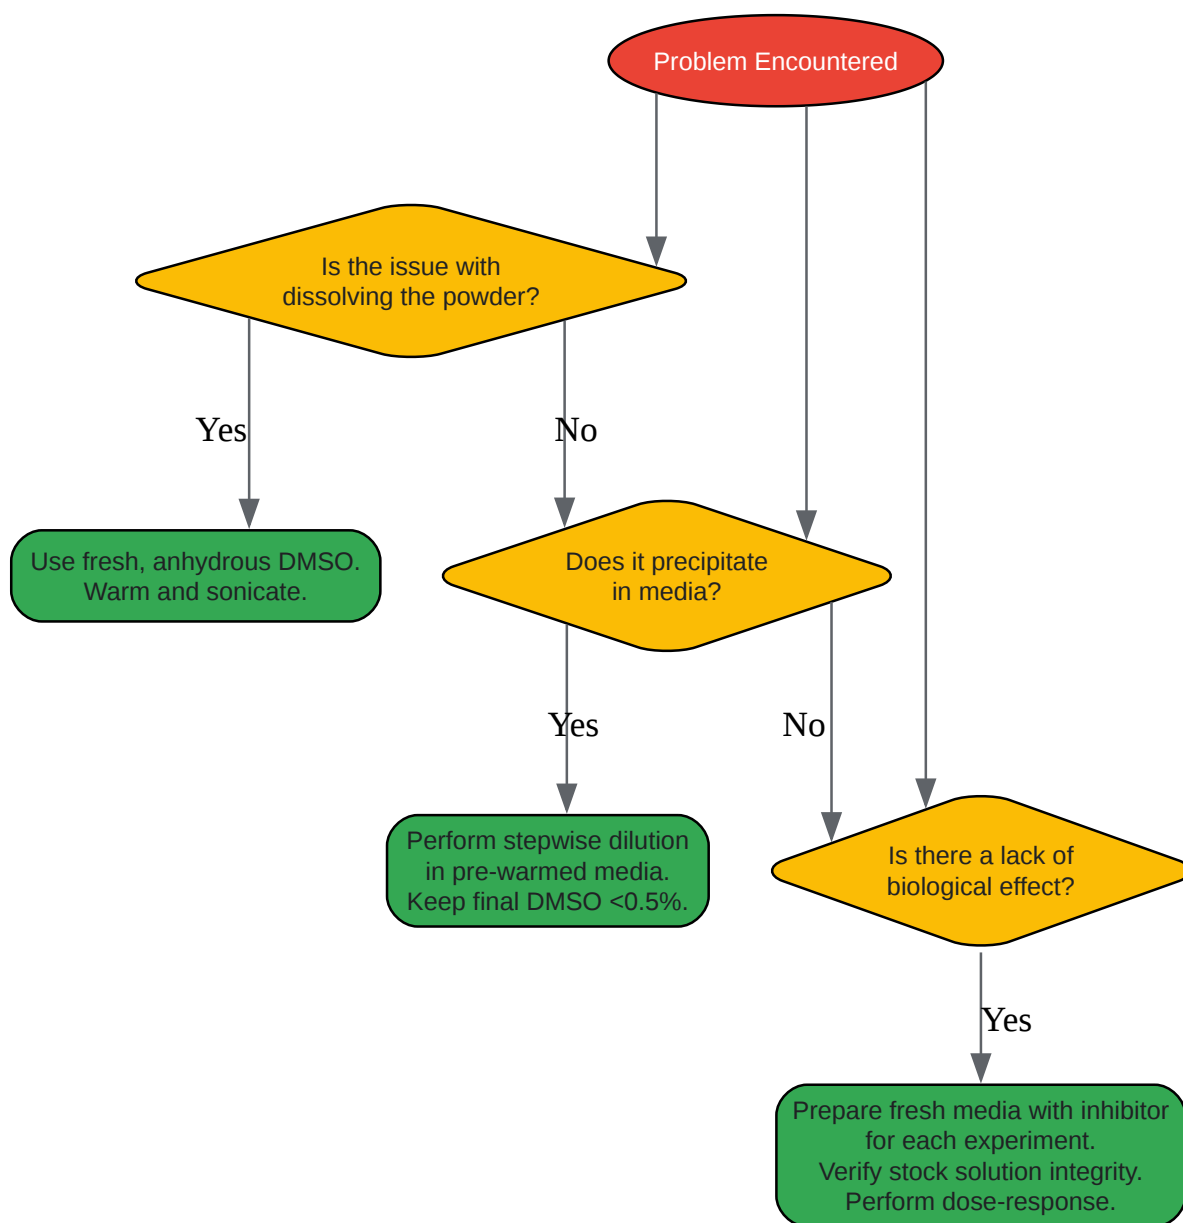 Problem Encountered
Is the issue with
dissolving the powder?
Yes
No
Use fresh, anhydrous DMSO.
Warm and sonicate.
Does it precipitate
in media?
Yes
No
Perform stepwise dilution
in pre-warmed media.
Keep final DMSO <0.5%.
Is there a lack of
biological effect?
Yes
Prepare fresh media with inhibitor
for each experiment.
Verify stock solution integrity.
Perform dose-response.